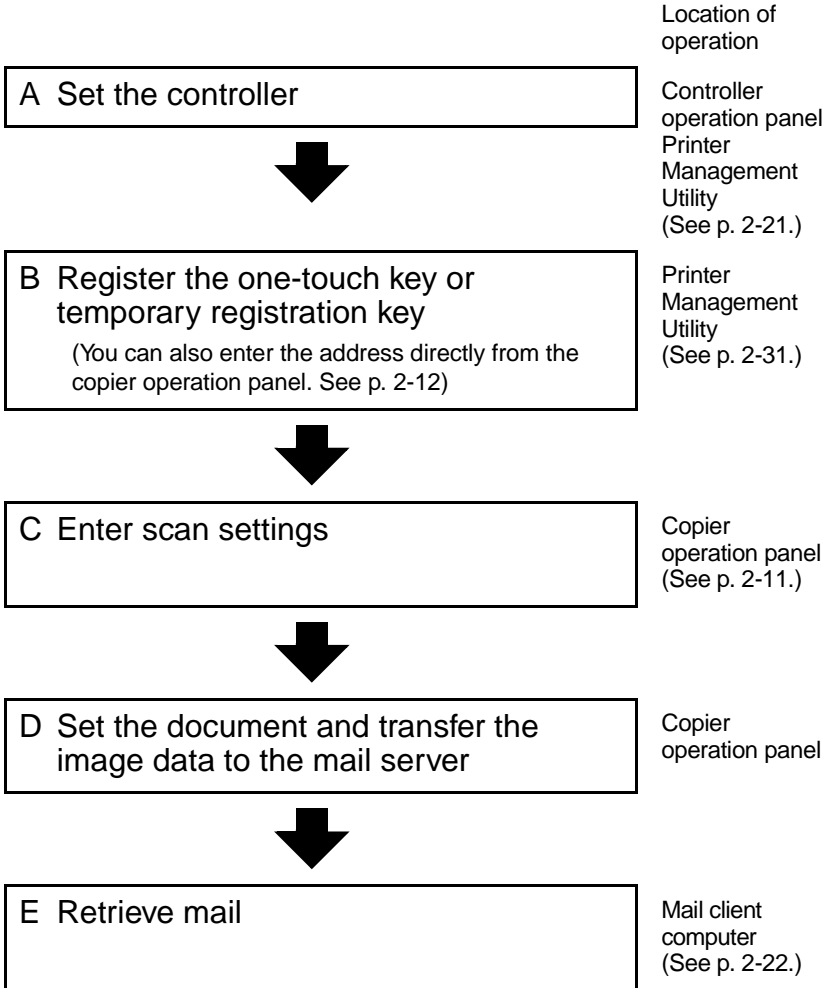 Location of
operation
A Set the controller
Controller
operation panel
Printer
Management
Utility
(See p. 2-21.)
B Register the one-touch key or
temporary registration key
(You can also enter the address directly from the
copier operation panel. See p. 2-12)
Printer
Management
Utility
(See p. 2-31.)
C Enter scan settings
Copier
operation panel
(See p. 2-11.)
D Set the document and transfer the
image data to the mail server
Copier
operation panel
E Retrieve mail
Mail client
computer
(See p. 2-22.)